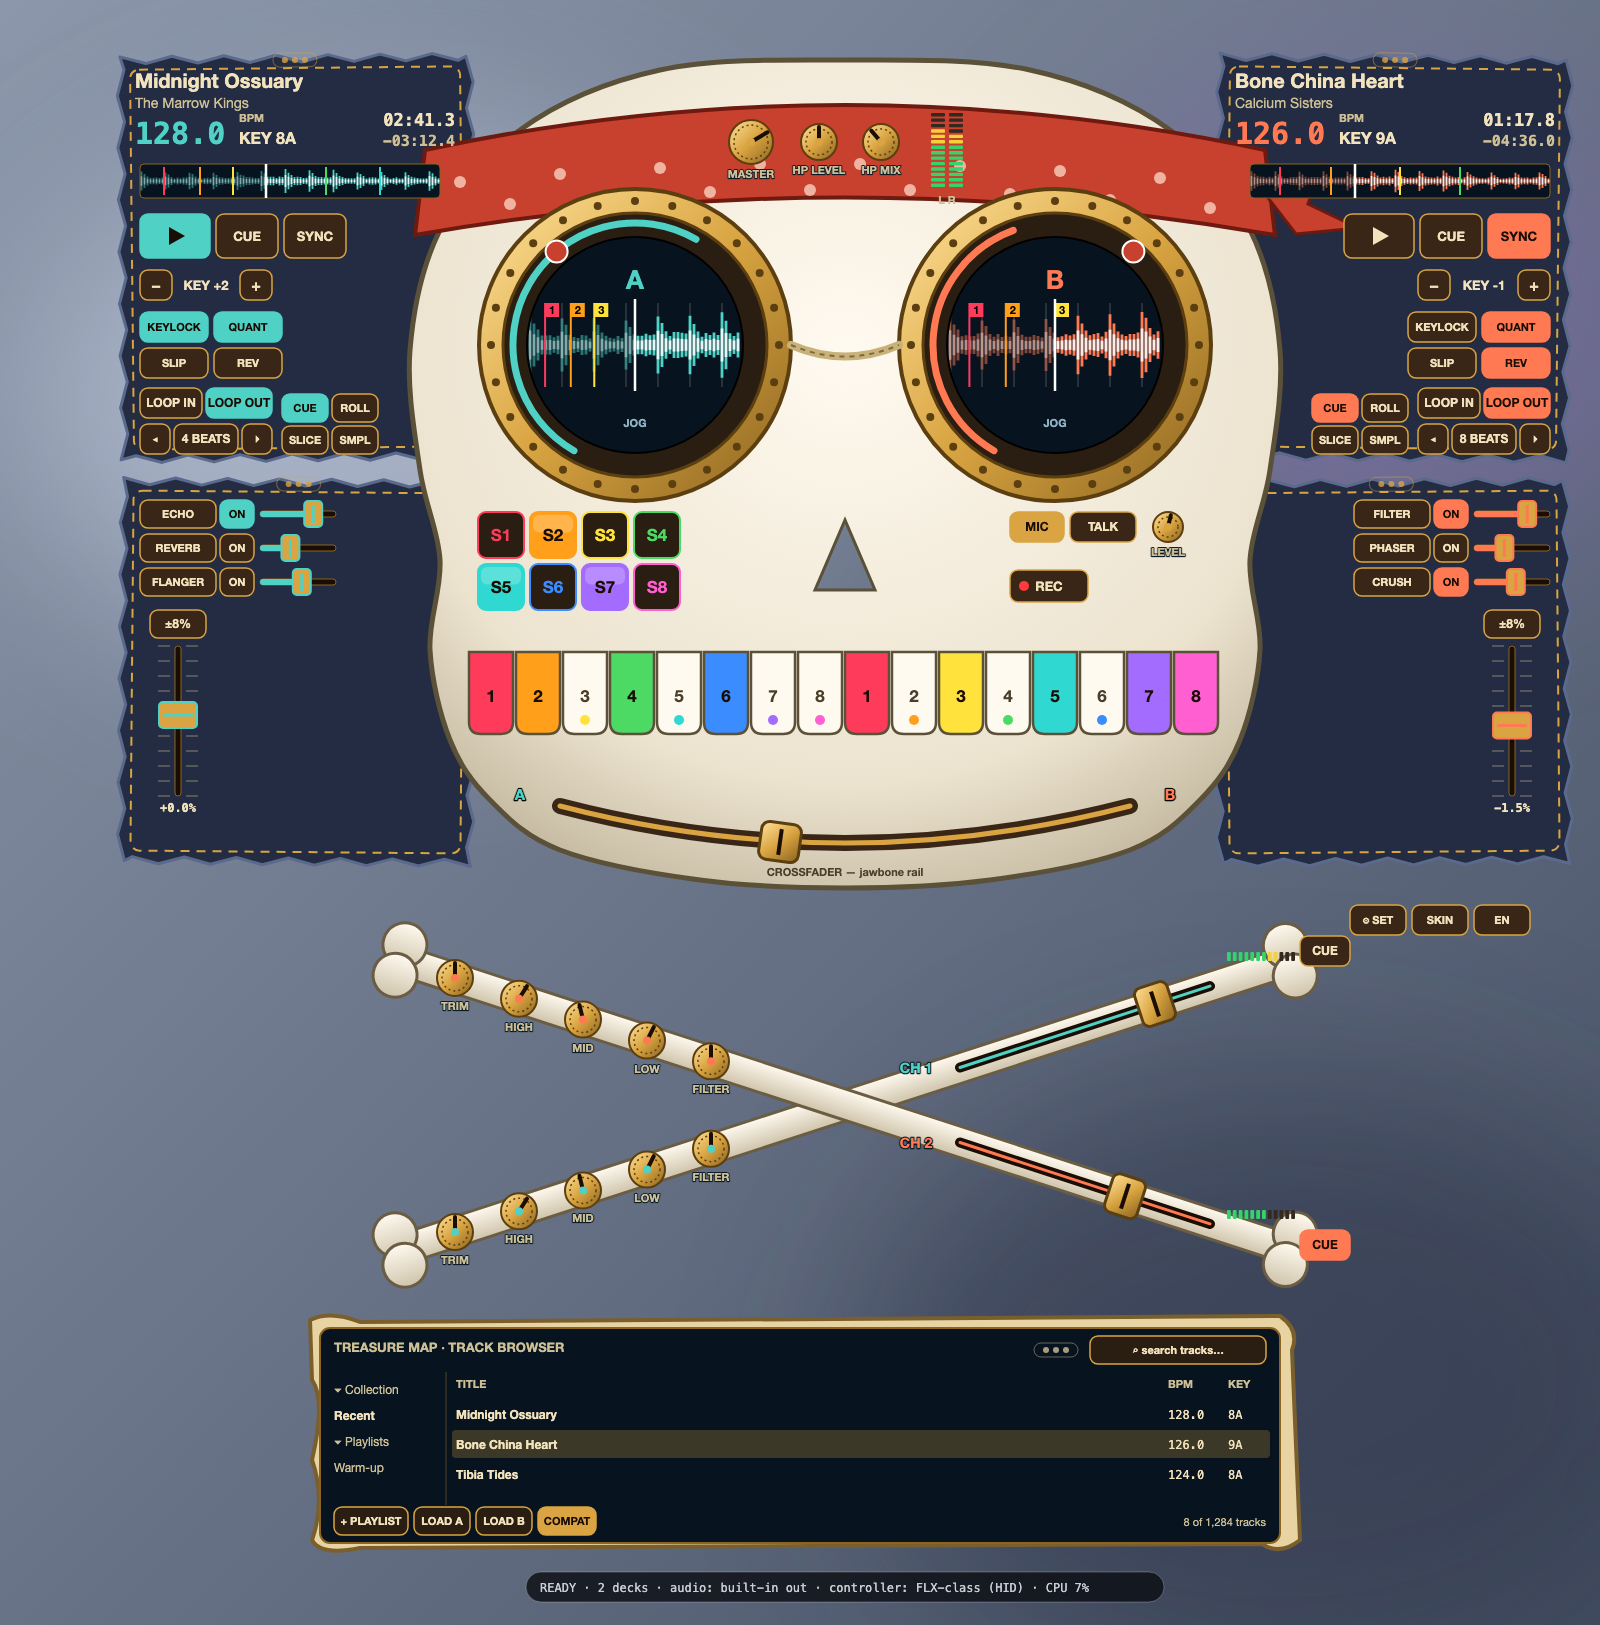 Midnight Ossuary
The Marrow Kings
128.0 BPM KEY 8A
02:41.3
−03:12.4
CUE SYNC
− KEY +2 +
KEYLOCK QUANT
SLIP REV
LOOP IN LOOP OUT CUE ROLL
4 BEATS SLICE SMPL
MASTER HP LEVEL HP MIX
L R
A
1 2 3
JOG
B
1 2 3
JOG
Bone China Heart
Calcium Sisters
126.0 BPM KEY 9A
01:17.8
−04:36.0
CUE SYNC
− KEY -1 +
KEYLOCK QUANT
SLIP REV
CUE ROLL LOOP IN LOOP OUT
SLICE SMPL 8 BEATS
ECHO ON
REVERB ON
FLANGER ON
±8%
+0.0%
S1 S2 S3 S4
S5 S6 S7 S8
MIC TALK
LEVEL
REC
FILTER ON
PHASER ON
CRUSH ON
±8%
−1.5%
1 2 3 4 5 6 7 8 1 2 3 4 5 6 7 8
A B
CROSSFADER — jawbone rail
SET SKIN EN
CUE
TRIM
HIGH
MID
LOW
FILTER
CH 1
CH 2
FILTER
LOW
MID
HIGH
TRIM
CUE
TREASURE MAP · TRACK BROWSER
search tracks…
Collection
Recent
Playlists
Warm-up
TITLE BPM KEY
Midnight Ossuary 128.0 8A
Bone China Heart 126.0 9A
Tibia Tides 124.0 8A
+ PLAYLIST LOAD A LOAD B COMPAT
8 of 1,284 tracks
READY · 2 decks · audio: built-in out · controller: FLX-class (HID) · CPU 7%